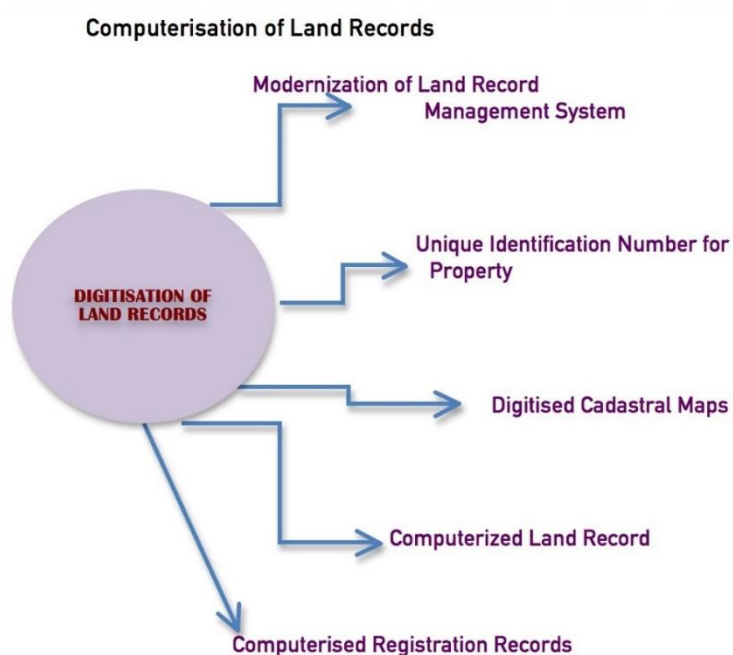 Computerisation of Land Records
Modernization of Land Record
Management System
Unique Identification Number for
Property
DIGITISATION OF
LAND RECORDS
Digitised Cadastral Maps
Computerized Land Record
Computerised Registration Records